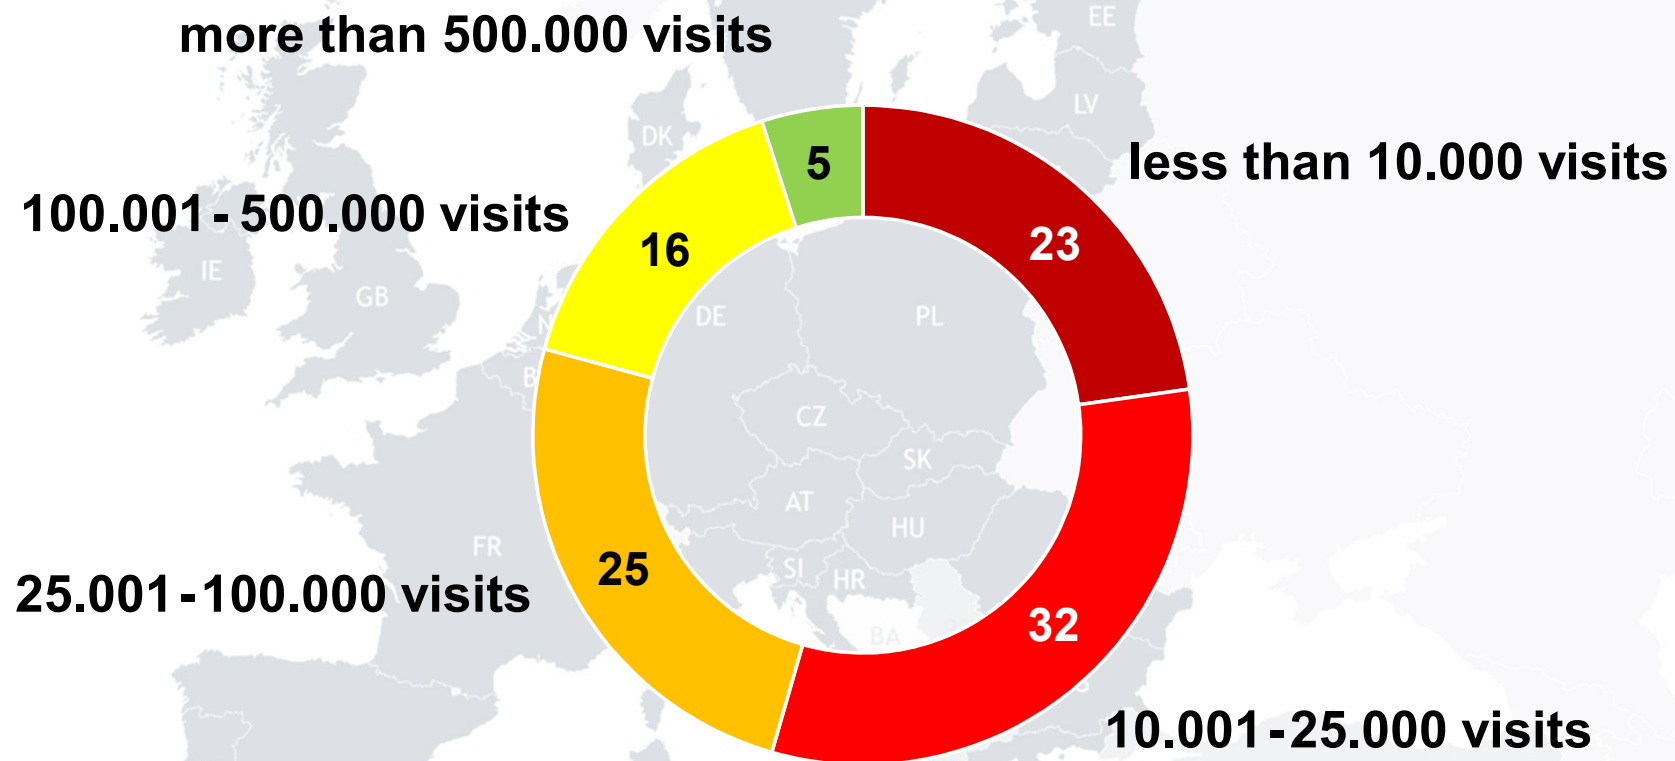 more than 500.000 visits
EE
LV
DK
5
less than 10.000 visits
100.001-500.000 visits
16
23
IE
GB
N
DE
PL
B
CZ
SK
AT
HU
FR
25
SI
HR
25.001-100.000 visits
BA
32
10.001-25.000 visits